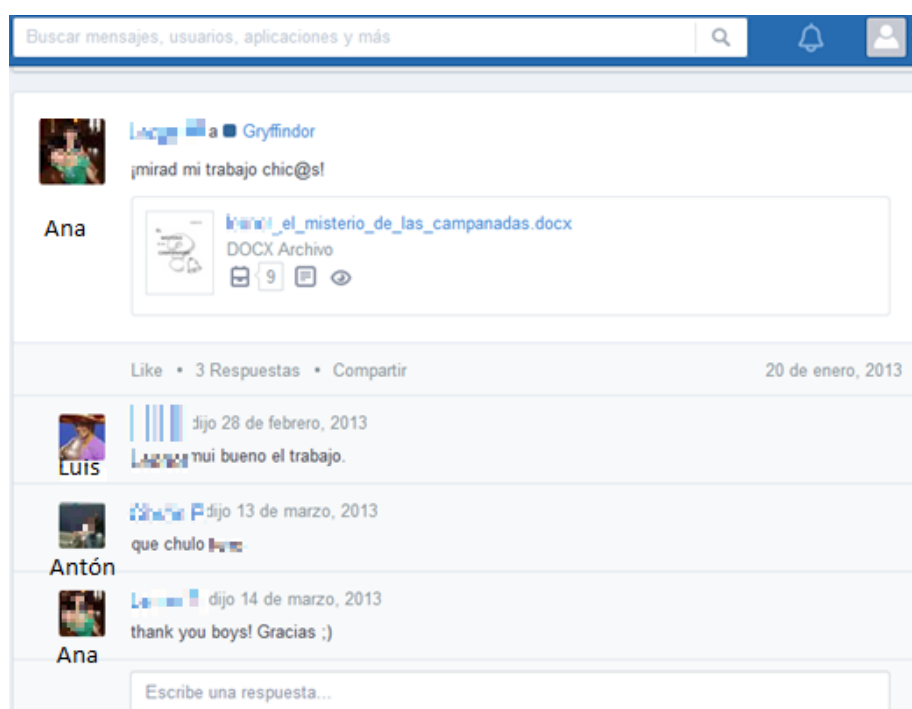 Buscar mensajes, usuarios, aplicaciones y más
a Gryffindor
¡mirad mi trabajo chic@s!
Ana
_el_misterio_de_las_campanadas.docx
DOCX Archivo
9
Like • 3 Respuestas • Compartir 20 de enero, 2013
dijo 28 de febrero, 2013
Luis
mui bueno el trabajo.
dijo 13 de marzo, 2013
que chulo
Antón
dijo 14 de marzo, 2013
thank you boys! Gracias ;)
Ana
Escribe una respuesta...